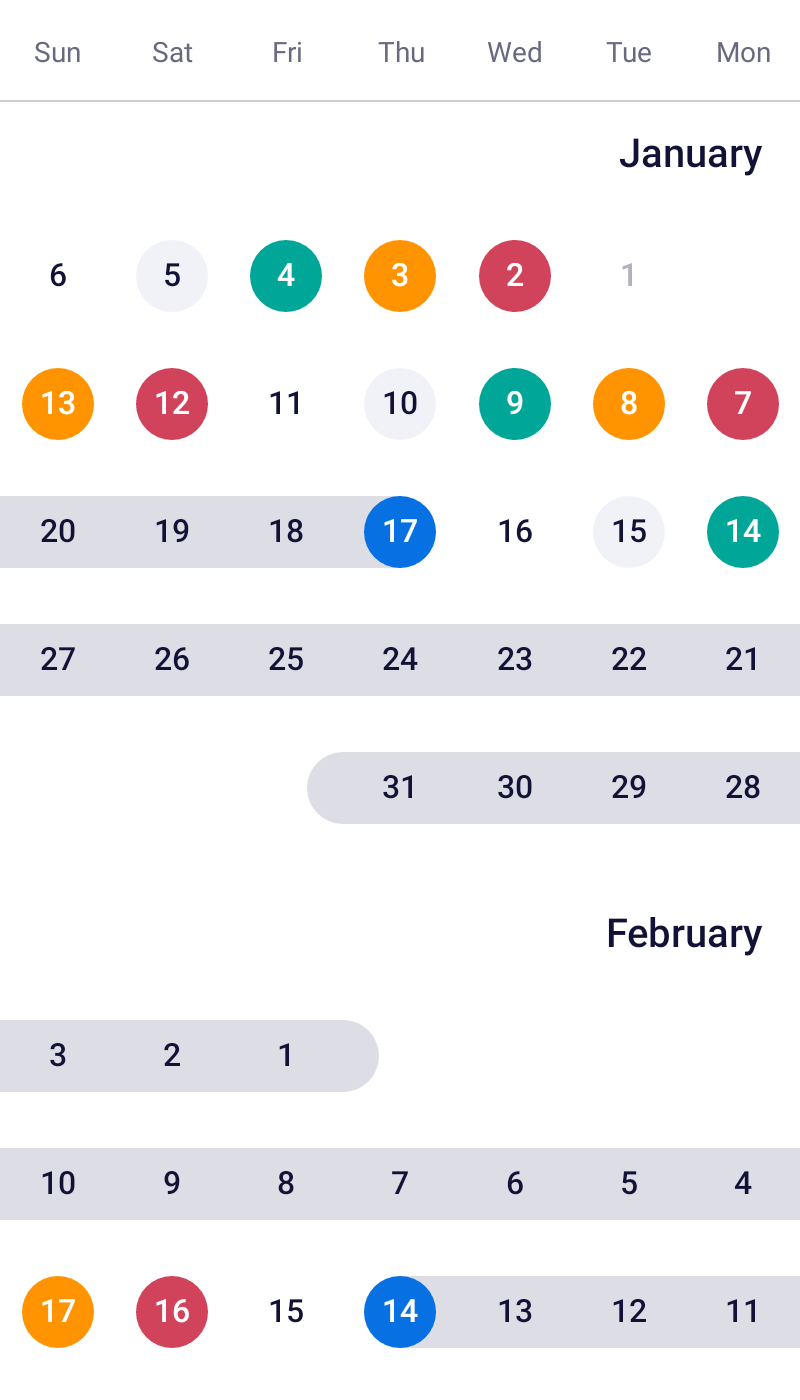 Sun Sat Fri Thu Wed Tue Mon
January
6 5 4 3 2 1
13 12 11 10 9 8 7
20 19 18 17 16 15 14
27 26 25 24 23 22 21
31 30 29 28
February
3 2 1
10 9 8 7 6 5 4
17 16 15 14 13 12 11